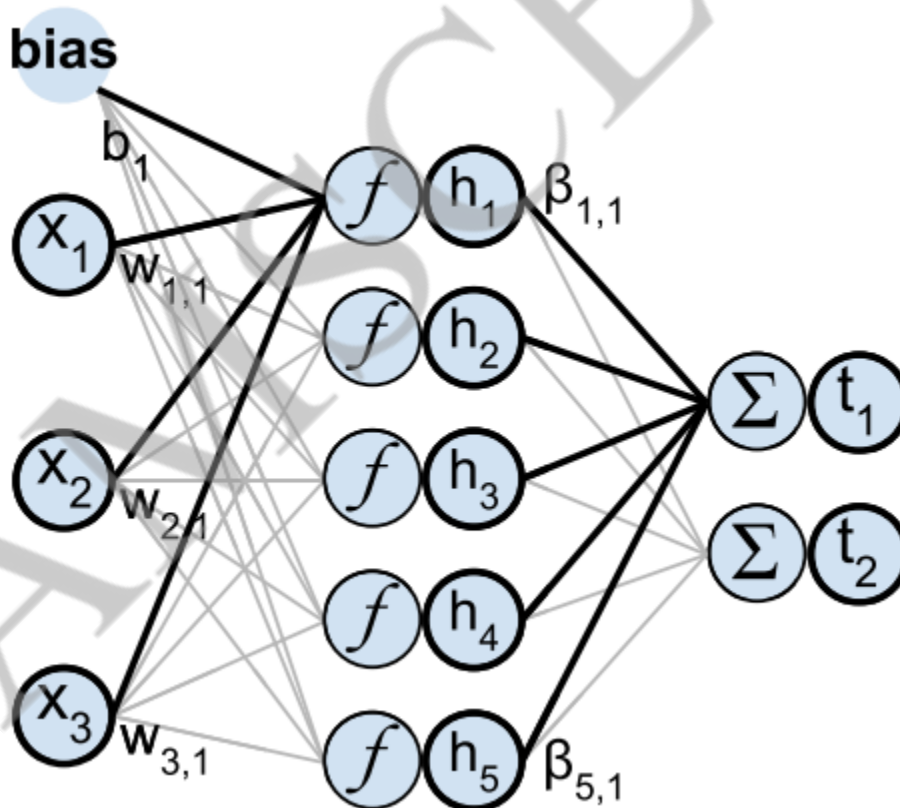 bias
b1
x1
w1,1
x2
w2,1
x3
w3,1
f h1
f h2
f h3
f h4
f h5
β1,1
β5,1
Σ t1
Σ t2